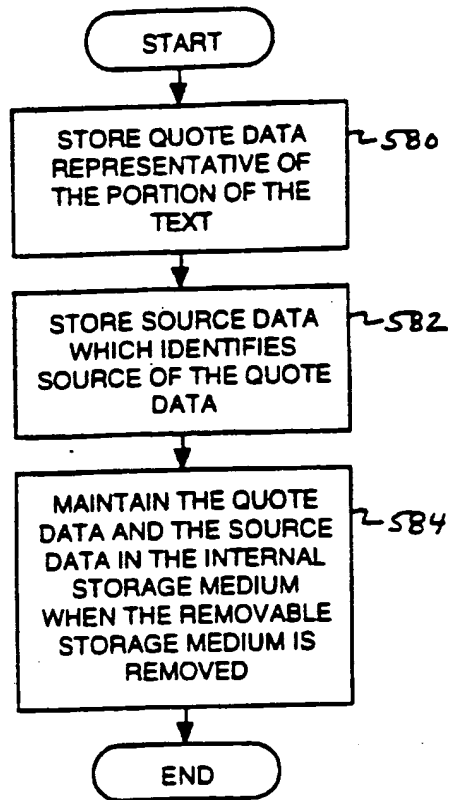 START
STORE QUOTE DATA
REPRESENTATIVE OF
THE PORTION OF THE
TEXT
580
STORE SOURCE DATA
WHICH IDENTIFIES
SOURCE OF THE QUOTE
DATA
582
MAINTAIN THE QUOTE
DATA AND THE SOURCE
DATA IN THE INTERNAL
STORAGE MEDIUM
WHEN THE REMOVABLE
STORAGE MEDIUM IS
REMOVED
584
END